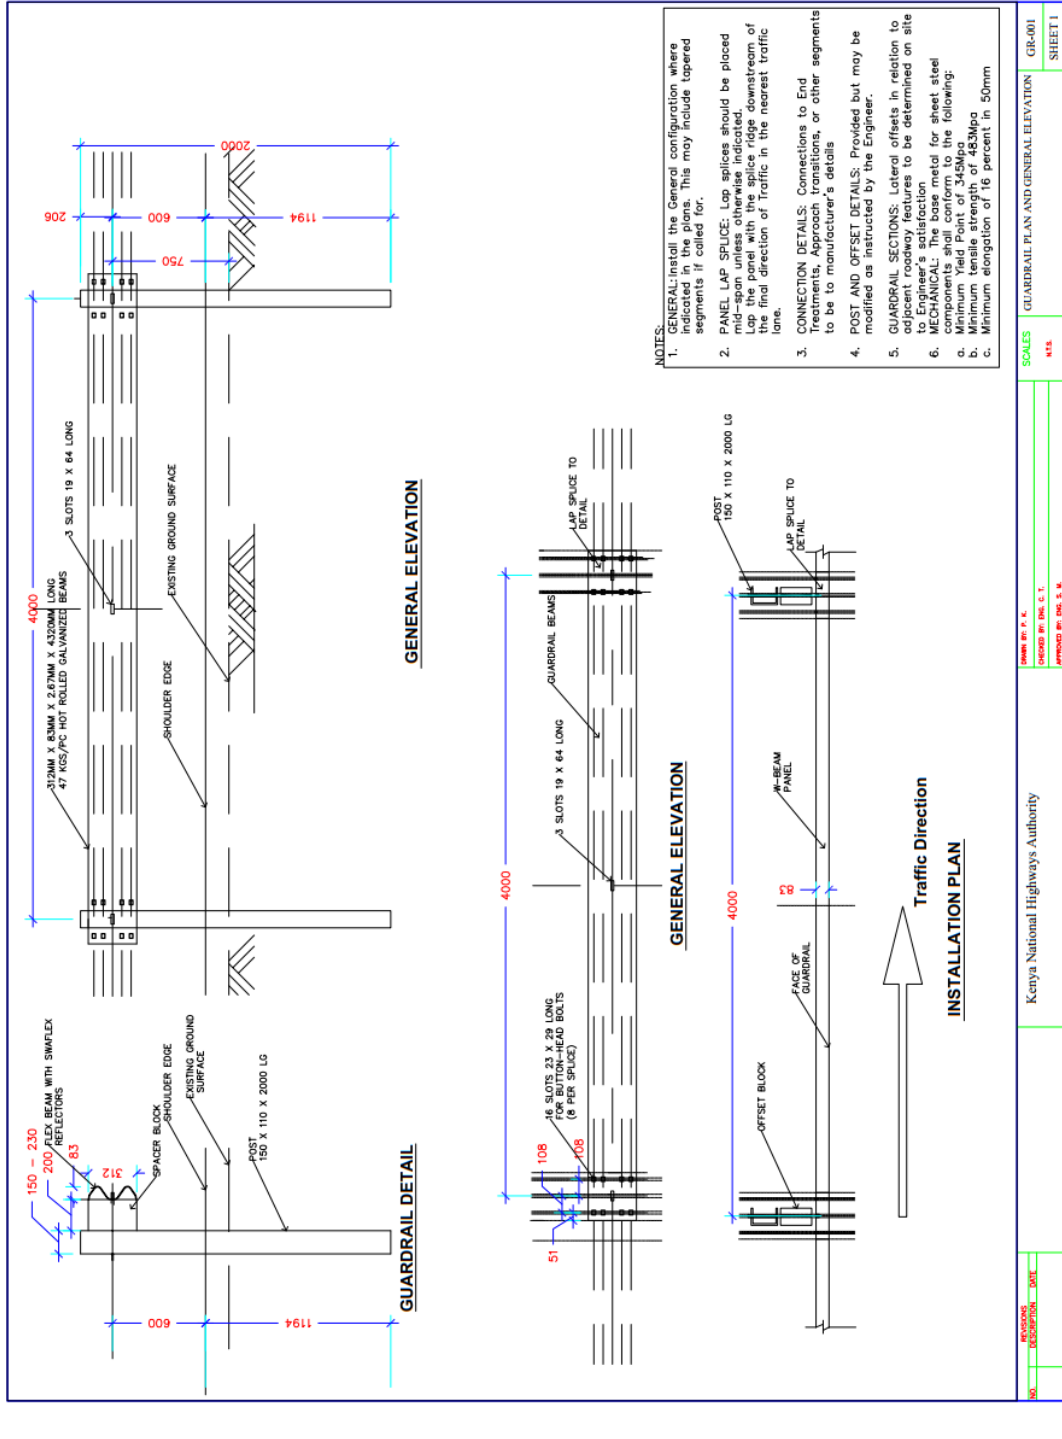 GUARDRAIL DETAIL
150 - 230
200
83
312
600
1194
FLEX BEAM WITH SWAFLEX
REFLECTORS
SPACER BLOCK
SHOULDER EDGE
EXISTING GROUND
SURFACE
POST
150 X 110 X 2000 LG
4000
312MM X 83MM X 2.67MM X 4320MM LONG
47 KGS/PC HOT ROLLED GALVANIZED BEAMS
3 SLOTS 19 X 64 LONG
SHOULDER EDGE
EXISTING GROUND SURFACE
206
600
750
1194
2000
GENERAL ELEVATION
51
108
108
16 SLOTS 23 X 29 LONG
FOR BUTTON-HEAD BOLTS
(8 PER SPLICE)
4000
3 SLOTS 19 X 64 LONG
GUARDRAIL BEAMS
LAP SPLICE TO
DETAIL
GENERAL ELEVATION
OFFSET BLOCK
4000
FACE OF
GUARDRAIL
83
W-BEAM
PANEL
POST
150 X 110 X 2000 LG
LAP SPLICE TO
DETAIL
Traffic Direction
INSTALLATION PLAN
NOTES:
1. GENERAL:Install the General configuration where
indicated in the plans. This may include tapered
segments if called for.
2. PANEL LAP SPLICE: Lap splices should be placed
mid-span unless otherwise indicated.
Lap the panel with the splice ridge downstream of
the final direction of Traffic in the nearest traffic
lane.
3. CONNECTION DETAILS: Connections to End
Treatments, Approach transitions, or other segments
to be to manufacturer's details
4. POST AND OFFSET DETAILS: Provided but may be
modified as instructed by the Engineer.
5. GUARDRAIL SECTIONS: Lateral offsets in relation to
adjacent roadway features to be determined on site
to Engineer's satisfaction
6. MECHANICAL: The base metal for sheet steel
components shall conform to the following:
a. Minimum Yield Point of 345Mpa
b. Minimum tensile strength of 483Mpa
c. Minimum elongation of 16 percent in 50mm
REVISIONS
NO. DESCRIPTION DATE
Kenya National Highways Authority
DRAWN BY: P. K.
CHECKED BY: ENG. C. T.
APPROVED BY: ENG. S. M.
SCALES
N.T.S.
GUARDRAIL PLAN AND GENERAL ELEVATION
GR-001
SHEET 1